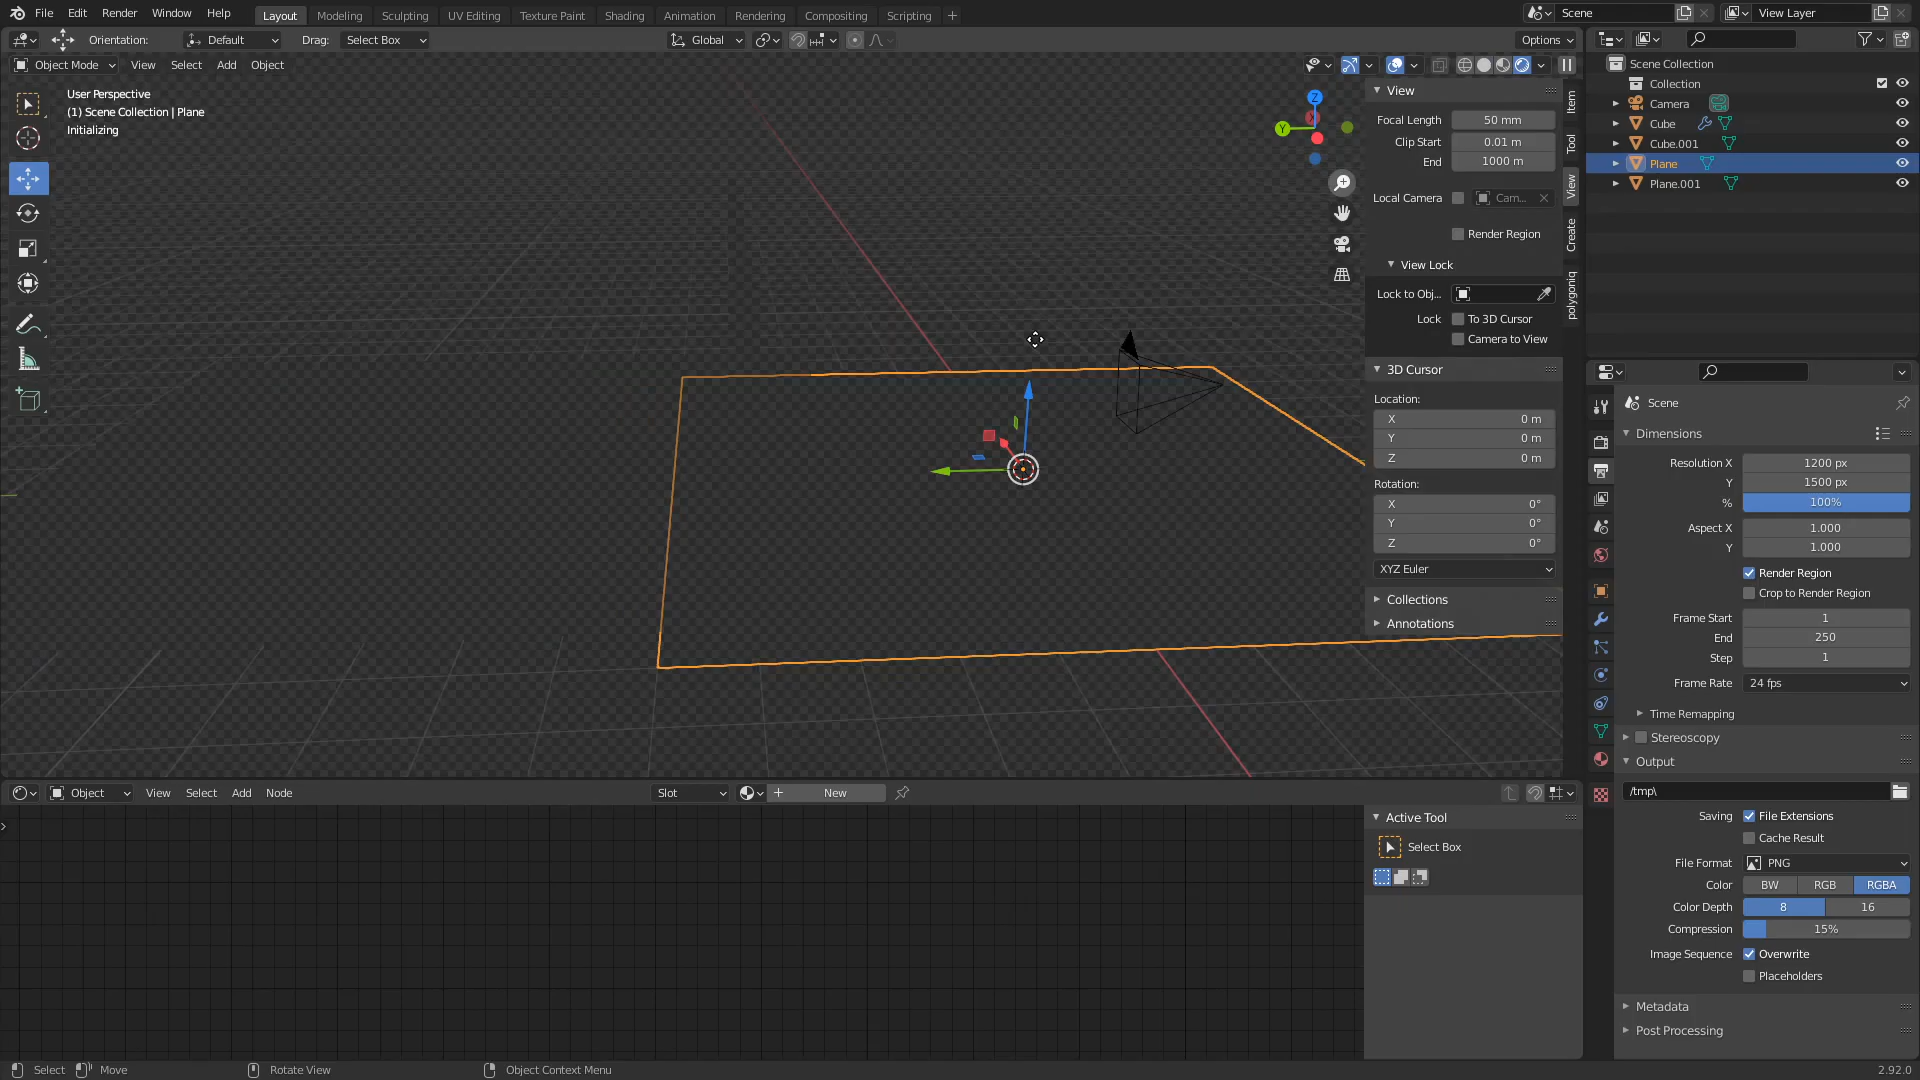 File Edit Render Window Help Layout Modeling Sculpting UV Editing Texture Paint Shading Animation Rendering Compositing Scripting + Scene View Layer
Orientation: Default Drag: Select Box Global Options
Object Mode View Select Add Object
User Perspective
(1) Scene Collection | Plane
Initializing
Z
X
Y
View
Focal Length 50 mm
Clip Start 0.01 m
End 1000 m
Local Camera Cam...
Render Region
View Lock
Lock to Obj...
Lock To 3D Cursor
Camera to View
3D Cursor
Location:
X 0 m
Y 0 m
Z 0 m
Rotation:
X 0°
Y 0°
Z 0°
XYZ Euler
Collections
Annotations
Item
Tool
View
Create
polygoniq
Scene Collection
Collection
Camera
Cube
Cube.001
Plane
Plane.001
Scene
Dimensions
Resolution X 1200 px
Y 1500 px
% 100%
Aspect X 1.000
Y 1.000
Render Region
Crop to Render Region
Frame Start 1
End 250
Step 1
Frame Rate 24 fps
Time Remapping
Stereoscopy
Output
/tmp\
Saving File Extensions
Cache Result
File Format PNG
Color BW RGB RGBA
Color Depth 8 16
Compression 15%
Image Sequence Overwrite
Placeholders
Metadata
Post Processing
Object View Select Add Node Slot New
Active Tool
Select Box
Select Move Rotate View Object Context Menu 2.92.0